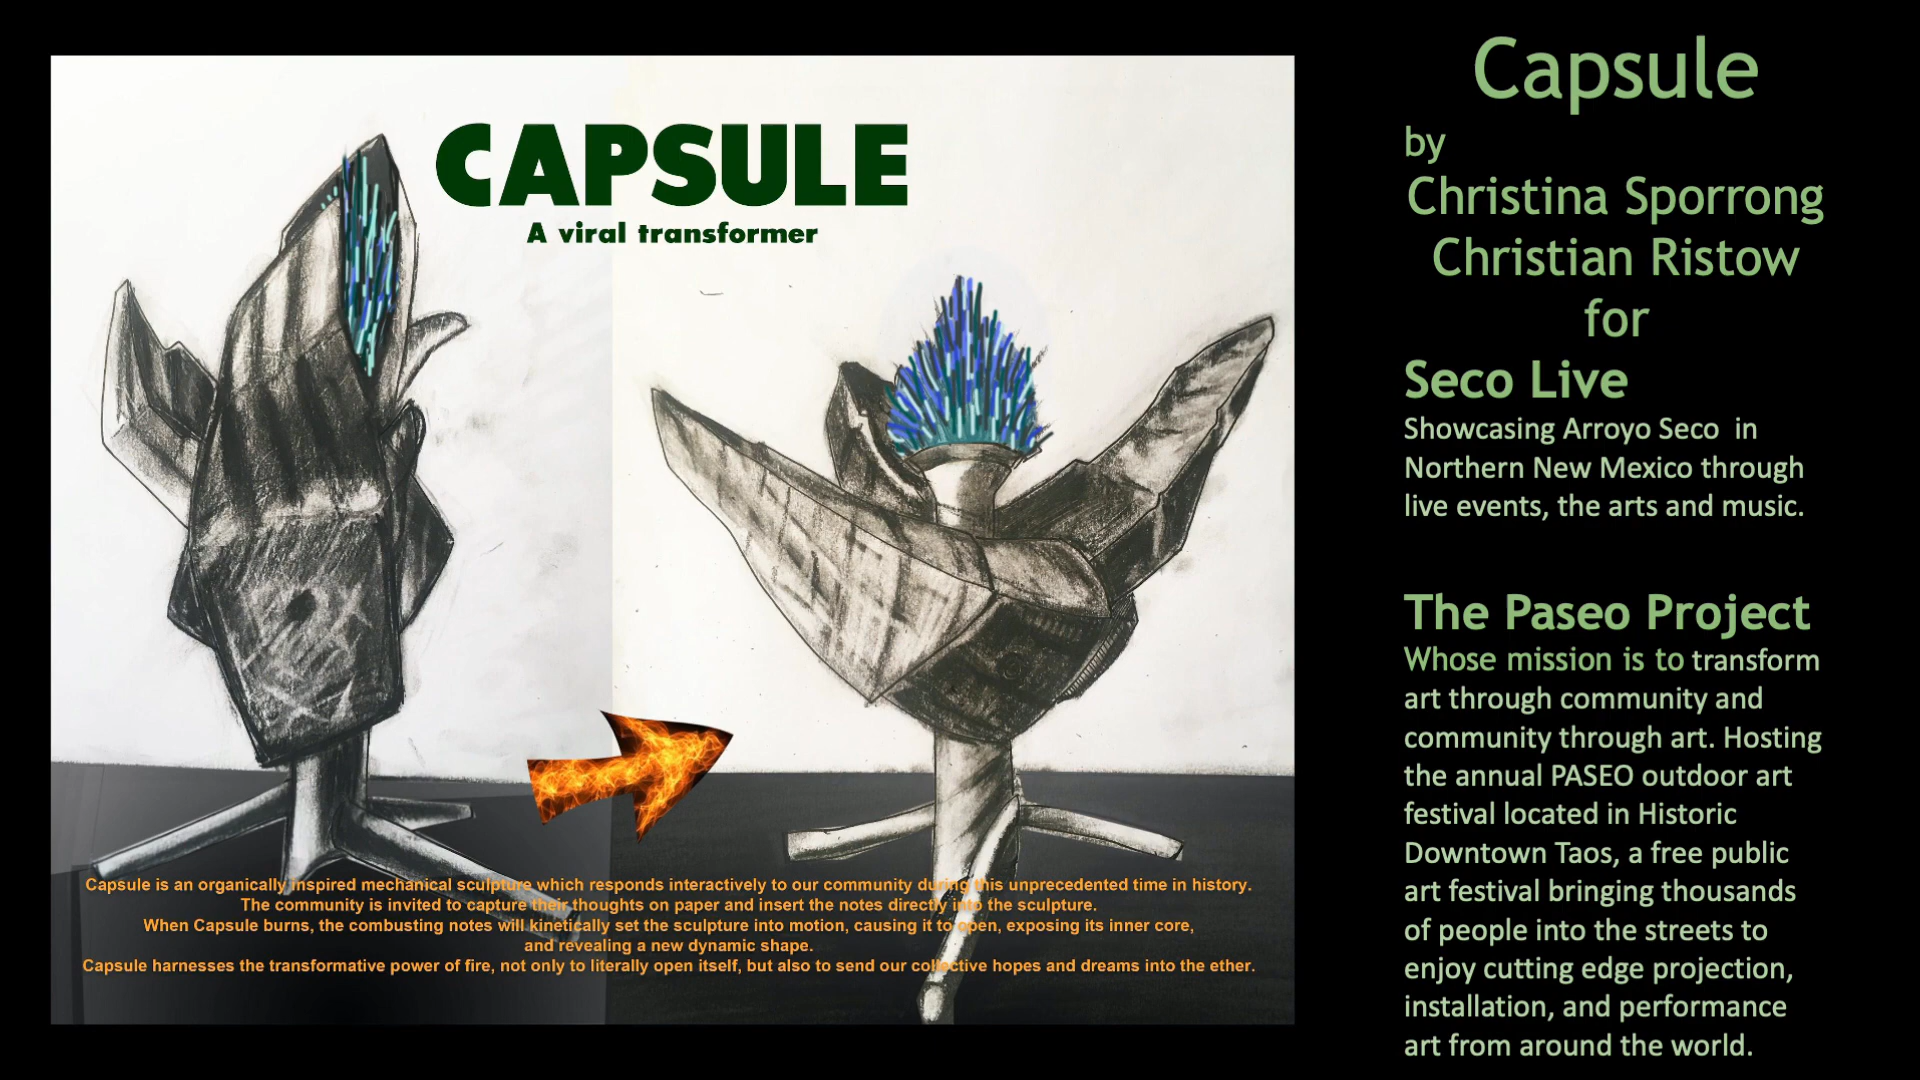 CAPSULE
A viral transformer
Capsule is an organically inspired mechanical sculpture which responds interactively to our community during this unprecedented time in history.
The community is invited to capture their thoughts on paper and insert the notes directly into the sculpture.
When Capsule burns, the combusting notes will kinetically set the sculpture into motion, causing it to open, exposing its inner core,
and revealing a new dynamic shape.
Capsule harnesses the transformative power of fire, not only to literally open itself, but also to send our collective hopes and dreams into the ether.
Capsule
by
Christina Sporrong
Christian Ristow
for
Seco Live
Showcasing Arroyo Seco in
Northern New Mexico through
live events, the arts and music.
The Paseo Project
Whose mission is to transform
art through community and
community through art. Hosting
the annual PASEO outdoor art
festival located in Historic
Downtown Taos, a free public
art festival bringing thousands
of people into the streets to
enjoy cutting edge projection,
installation, and performance
art from around the world.